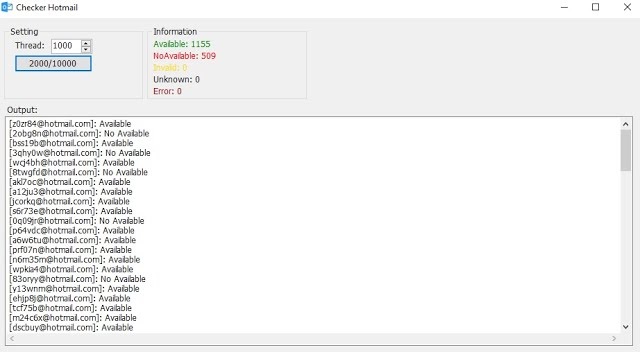 Checker Hotmail
Setting
Thread: 1000
2000/10000
Information
Available: 1155
NoAvailable: 509
Invalid: 0
Unknown: 0
Error: 0
Output:
[z0zr84@hotmail.com]: Available
[2obg8n@hotmail.com]: No Available
[bss19b@hotmail.com]: Available
[3qhy0w@hotmail.com]: No Available
[wcj4bh@hotmail.com]: Available
[8twgfd@hotmail.com]: No Available
[akl7oc@hotmail.com]: Available
[a12ju3@hotmail.com]: Available
[jcorkq@hotmail.com]: Available
[s6r73e@hotmail.com]: Available
[0q09jr@hotmail.com]: No Available
[p64vdc@hotmail.com]: Available
[a6w6tu@hotmail.com]: Available
[prf07n@hotmail.com]: Available
[n6m35m@hotmail.com]: Available
[wpkia4@hotmail.com]: Available
[83oryy@hotmail.com]: No Available
[y13wnm@hotmail.com]: Available
[ehjp8j@hotmail.com]: Available
[tcf75b@hotmail.com]: Available
[m24c6x@hotmail.com]: Available
[dscbuy@hotmail.com]: Available